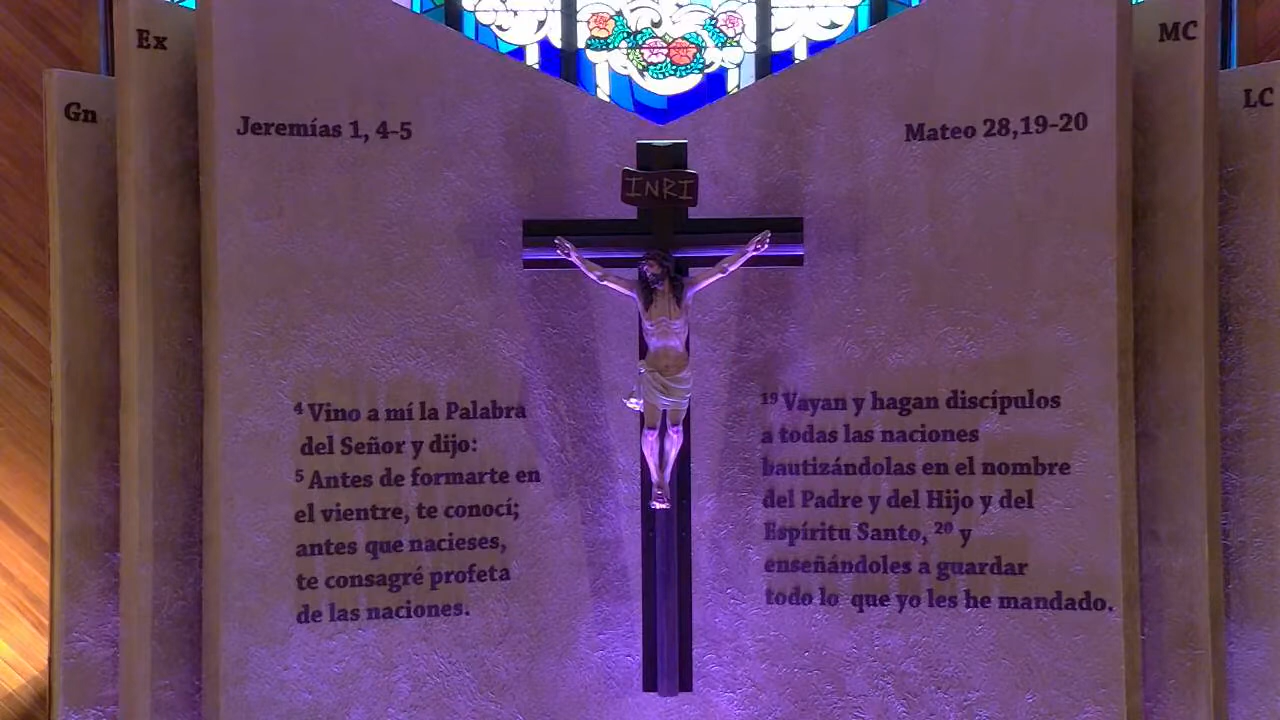 Gn
Ex
MC
LC
Jeremías 1, 4-5
Mateo 28,19-20
INRI
4 Vino a mí la Palabra
del Señor y dijo:
5 Antes de formarte en
el vientre, te conocí;
antes que nacieses,
te consagré profeta
de las naciones.
19 Vayan y hagan discípulos
a todas las naciones
bautizándolas en el nombre
del Padre y del Hijo y del
Espíritu Santo, 20 y
enseñándoles a guardar
todo lo que yo les he mandado.